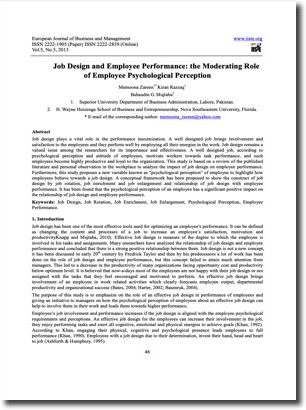 European Journal of Business and Management
www.iiste.org
ISSN 2222-1905 (Paper) ISSN 2222-2839 (Online)
Vol.5, No.5, 2013
Job Design and Employee Performance: the Moderating Role
of Employee Psychological Perception
Mumoona Zareen* Kiran Razzaq
Bahaudin G. Mujtaba
1. Superior University Department of Business Administration, Lahore, Pakistan.
2. H. Wayne Huizenga School of Business and Entrepreneurship, Nova Southeastern University, Florida.
* E-mail of the corresponding author: memoona_zareen@yahoo.com
Abstract
Job design plays a vital role in the performance maximization. A well designed job brings involvement and
satisfaction to the employees and they perform well by employing all their energies in the work. Job design remains a
valued issue among the researchers for its importance and effectiveness. A well designed job, according to
psychological perception and attitude of employees, motivate workers towards task performance, and such
employees become highly productive and loyal to the organization. This study is based on a review of the published
literature and personal observation in the workplace to analyze the impact of job design on employee performance.
Furthermore, this study proposes a new variable known as "psychological perception" of employee to highlight how
employees behave towards a job design. A conceptual framework has been proposed to show the construct of job
design by job rotation, job enrichment and job enlargement and relationship of job design with employee
performance. It has been found that the psychological perception of an employee has a significant positive impact on
the relationship of job design and employee performance.
Keywords: Job Design, Job Rotation, Job Enrichment, Job Enlargement, Psychological Perception, Employee
Performance.
1. Introduction
Job design has been one of the most effective tools used for optimizing an employee's performance. It can be defined
as changing the content and processes of a job to increase an employee's satisfaction, motivation and
productivity(Knapp and Mujtaba, 2010). Effective Job design is measure of the degree to which the employee is
involved in his tasks and assignments. Many researchers have analyzed the relationship of job design and employee
performance and concluded that there is a strong positive relationship between them. Job design is not a new concept,
it has been discussed in early 20th century by Fredrick Taylor and then by his predecessors a lot of work has been
done on the role of job design and employee performance, but this concept failed to attain much attention from
managers. This led to a decrease in the productivity of many organizations facing opportunity cost and productivity
below optimum level. It is believed that now-a-days most of the employees are not happy with their job design or not
assigned with the tasks that they feel encouraged and motivated to perform. An effective job design brings
involvement of an employee in work related activities which clearly forecasts employee output, departmental
productivity and organizational success (Bates, 2004; Harter, 2002; Baumruk, 2004).
The purpose of this study is to emphasize on the role of an effective job design in performance of employees and
giving an initiative to managers on how the psychological perception of employees about an effective job design can
help to involve them in their work and leads them towards higher performance.
Employee's job involvement and performance increases if the job design is aligned with the employee psychological
requirements and perceptions. An effective job design for the employees can increase their involvement in the job,
they enjoy performing tasks and exert all cognitive, emotional and physical energies to achieve goals (Khan, 1992).
According to Khan, engaging their physical, cognitive and psychological presence leads employees to full
performance (Khan, 1990). Employees with a job design due to their determination, invest their hand, head and heart
to job (Ashforth & Humphrey, 1995).
46